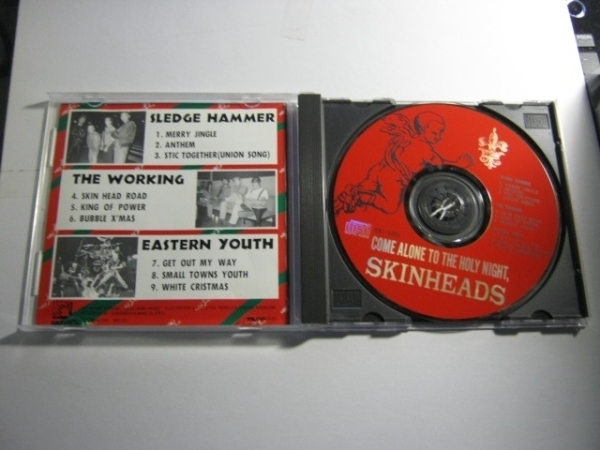 SLEDGE HAMMER
1. MERRY JINGLE
2. ANTHEM
3. STIC TOGETHER(UNION SONG)
THE WORKING
4. SKIN HEAD ROAD
5. KING OF POWER
6. BUBBLE X'MAS
EASTERN YOUTH
7. GET OUT MY WAY
8. SMALL TOWNS YOUTH
9. WHITE CRISTMAS
COME ALONE TO THE HOLY NIGHT,
SKINHEADS